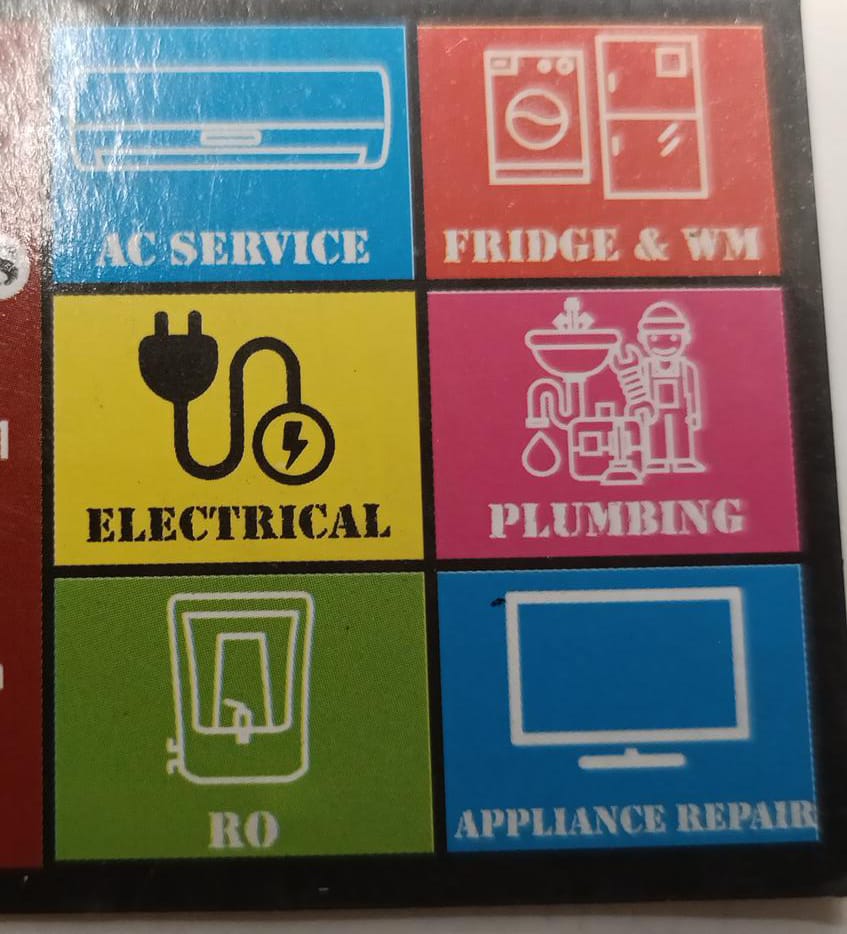 AC SERVICE
FRIDGE & WM
ELECTRICAL
PLUMBING
RO
APPLIANCE REPAIR